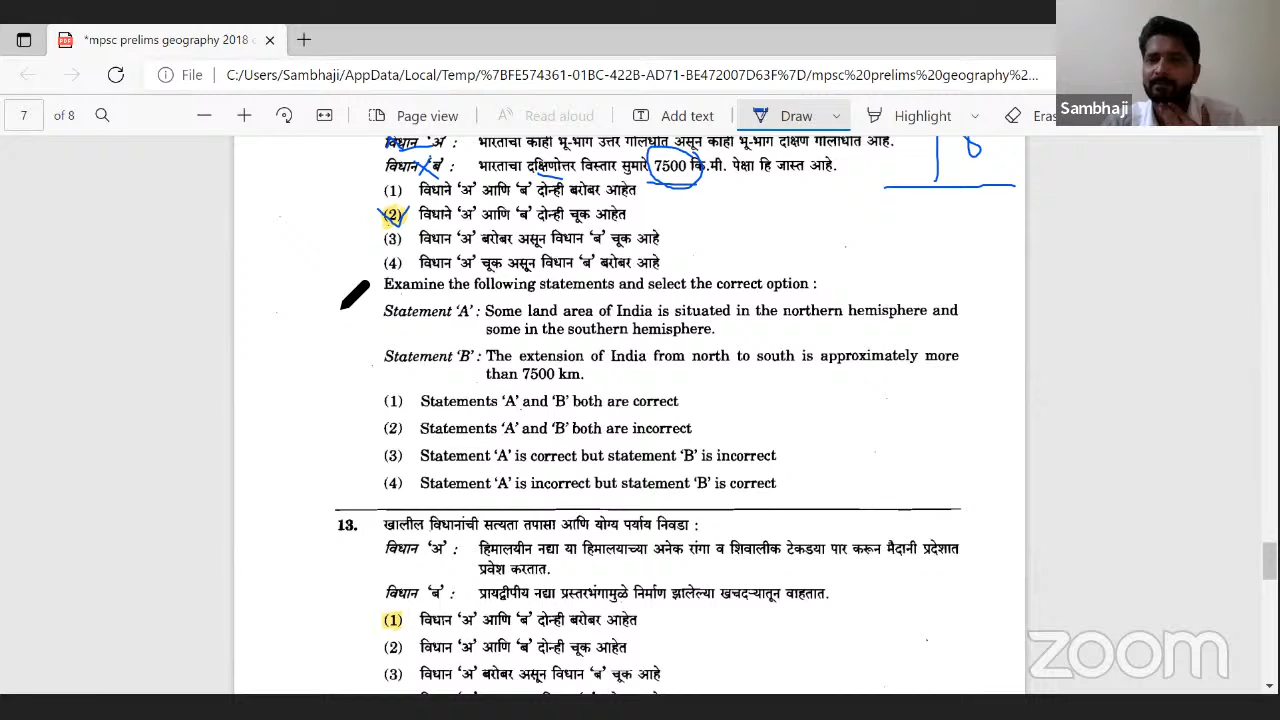 *mpsc prelims geography 2018
File C:/Users/Sambhaji/AppData/Local/Temp/%7BFE574361-01BC-422B-AD71-BE472007D63F%7D/mpsc%20prelims%20geography%2...
7 of 8 Page view Read aloud Add text Draw Highlight
Sambhaji
विधान 'अ' : भारताचा काही भू-भाग उत्तर गोलार्धात असून काही भू-भाग दक्षिण गोलार्धात आहे.
विधान 'ब' : भारताचा दक्षिणोत्तर विस्तार सुमारे 7500 कि.मी. पेक्षा हि जास्त आहे.
(1) विधाने 'अ' आणि 'ब' दोन्ही बरोबर आहेत
(2) विधाने 'अ' आणि 'ब' दोन्ही चूक आहेत
(3) विधान 'अ' बरोबर असून विधान 'ब' चूक आहे
(4) विधान 'अ' चूक असून विधान 'ब' बरोबर आहे
Examine the following statements and select the correct option :
Statement 'A' : Some land area of India is situated in the northern hemisphere and
some in the southern hemisphere.
Statement 'B' : The extension of India from north to south is approximately more
than 7500 km.
(1) Statements 'A' and 'B' both are correct
(2) Statements 'A' and 'B' both are incorrect
(3) Statement 'A' is correct but statement 'B' is incorrect
(4) Statement 'A' is incorrect but statement 'B' is correct
13. खालील विधानांची सत्यता तपासा आणि योग्य पर्याय निवडा :
विधान 'अ' : हिमालयीन नद्या या हिमालयाच्या अनेक रांगा व शिवालीक टेकडया पार करून मैदानी प्रदेशात
प्रवेश करतात.
विधान 'ब' : प्रायद्वीपीय नद्या प्रस्तरभंगामुळे निर्माण झालेल्या खचदऱ्यातून वाहतात.
(1) विधाने 'अ' आणि 'ब' दोन्ही बरोबर आहेत
(2) विधाने 'अ' आणि 'ब' दोन्ही चूक आहेत
(3) विधान 'अ' बरोबर असून विधान 'ब' चूक आहे
zoom